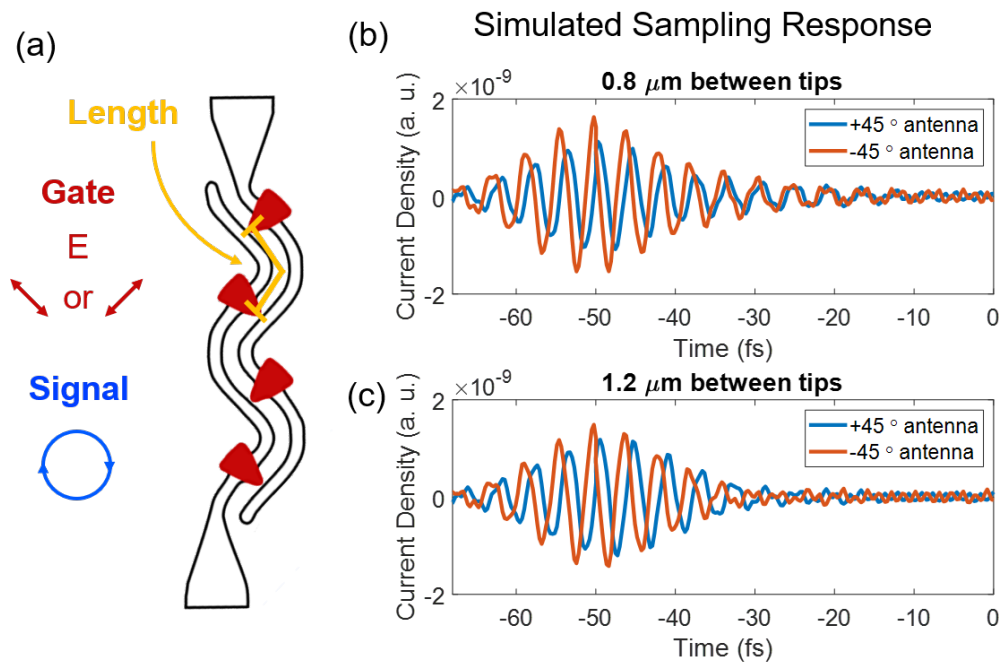 Simulated Sampling Response
(a)
Length
Gate
E
or
Signal
(b)
0.8 μm between tips
×10⁻⁹
2
0
-2
Current Density (a. u.)
+45 ° antenna
-45 ° antenna
-60 -50 -40 -30 -20 -10 0
Time (fs)
(c)
1.2 μm between tips
×10⁻⁹
2
0
-2
Current Density (a. u.)
+45 ° antenna
-45 ° antenna
-60 -50 -40 -30 -20 -10 0
Time (fs)